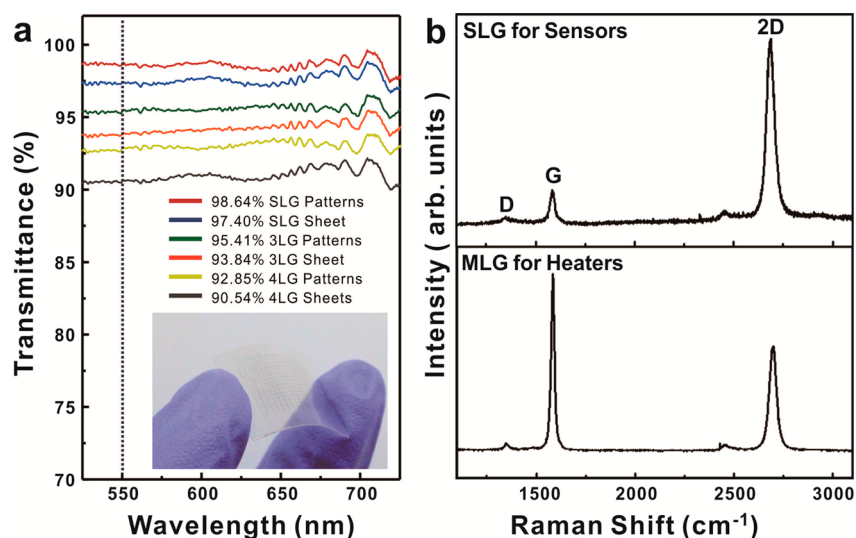 a
Transmittance (%)
100
95
90
85
80
75
70
98.64% SLG Patterns
97.40% SLG Sheet
95.41% 3LG Patterns
93.84% 3LG Sheet
92.85% 4LG Patterns
90.54% 4LG Sheets
550
600
650
700
Wavelength (nm)
b
Intensity ( arb. units)
SLG for Sensors
2D
D
G
MLG for Heaters
1500
2000
2500
3000
Raman Shift (cm⁻¹)